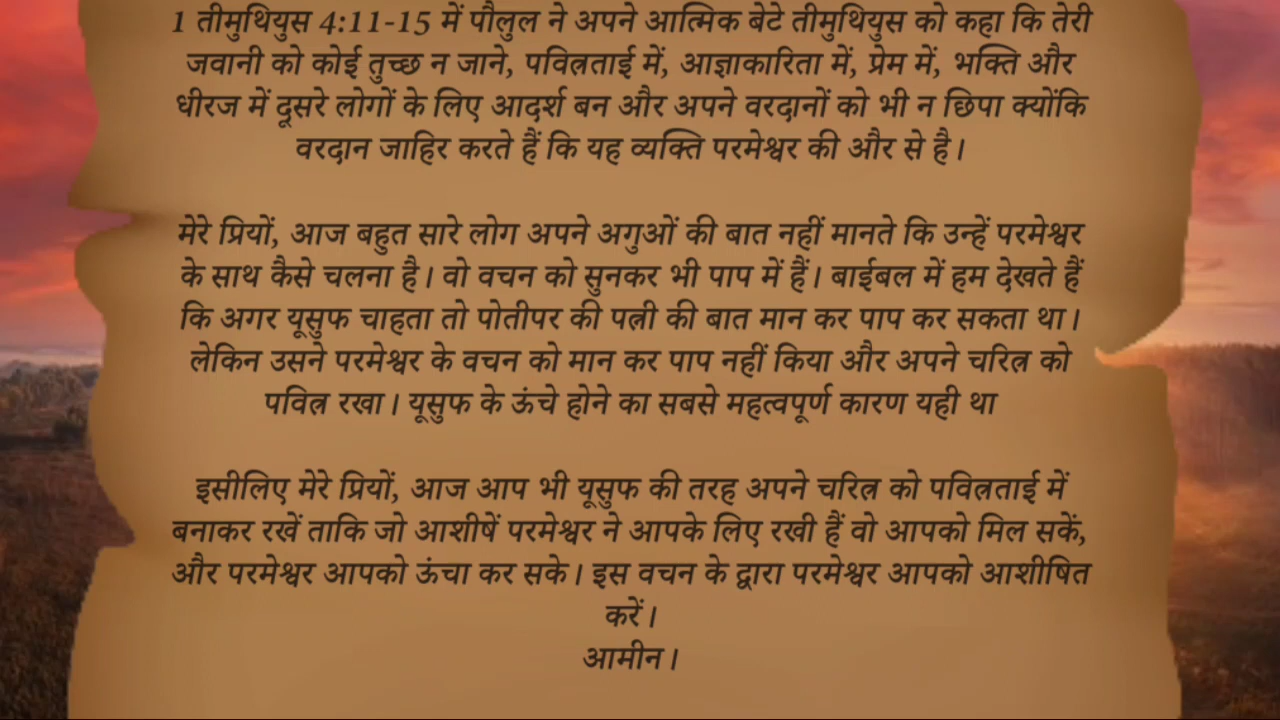 1 तीमुथियुस 4:11-15 में पौलुल ने अपने आत्मिक बेटे तीमुथियुस को कहा कि तेरी
जवानी को कोई तुच्छ न जाने, पवित्रताई में, आज्ञाकारिता में, प्रेम में, भक्ति और
धीरज में दूसरे लोगों के लिए आदर्श बन और अपने वरदानों को भी न छिपा क्योंकि
वरदान जाहिर करते हैं कि यह व्यक्ति परमेश्वर की और से है।
मेरे प्रियों, आज बहुत सारे लोग अपने अगुओं की बात नहीं मानते कि उन्हें परमेश्वर
के साथ कैसे चलना है। वो वचन को सुनकर भी पाप में हैं। बाईबल में हम देखते हैं
कि अगर यूसुफ चाहता तो पोतीपर की पत्नी की बात मान कर पाप कर सकता था।
लेकिन उसने परमेश्वर के वचन को मान कर पाप नहीं किया और अपने चरित्र को
पवित्र रखा। यूसुफ के ऊंचे होने का सबसे महत्वपूर्ण कारण यही था
इसीलिए मेरे प्रियों, आज आप भी यूसुफ की तरह अपने चरित्र को पवित्रताई में
बनाकर रखें ताकि जो आशीषें परमेश्वर ने आपके लिए रखी हैं वो आपको मिल सकें,
और परमेश्वर आपको ऊंचा कर सके। इस वचन के द्वारा परमेश्वर आपको आशीषित
करें।
आमीन।